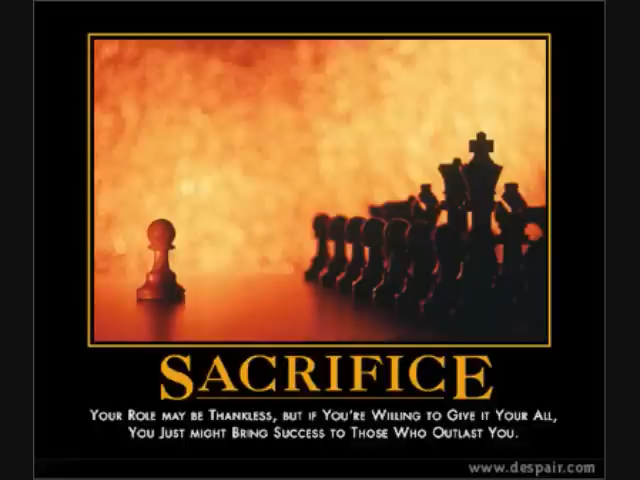 SACRIFICE
YOUR ROLE MAY BE THANKLESS, BUT IF YOU'RE WILLING TO GIVE IT YOUR ALL,
YOU JUST MIGHT BRING SUCCESS TO THOSE WHO OUTLAST YOU.
www.despair.com